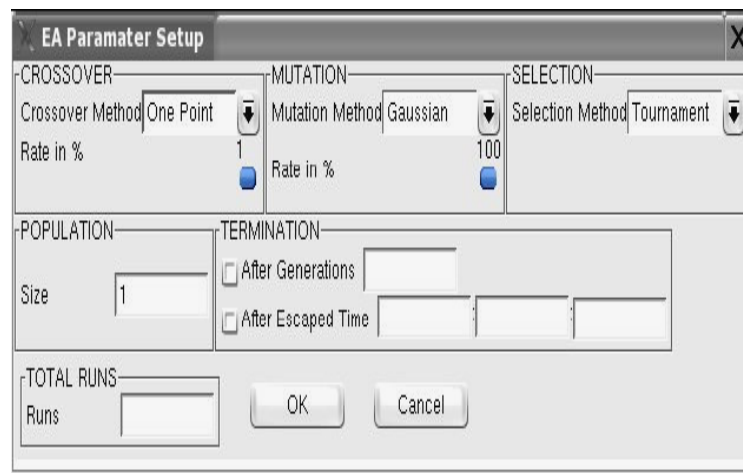 EA Paramater Setup
CROSSOVER
Crossover Method One Point
Rate in %
1
MUTATION
Mutation Method Gaussian
Rate in %
100
SELECTION
Selection Method Tournament
POPULATION
Size 1
TERMINATION
After Generations
After Escaped Time : :
TOTAL RUNS
Runs
OK
Cancel